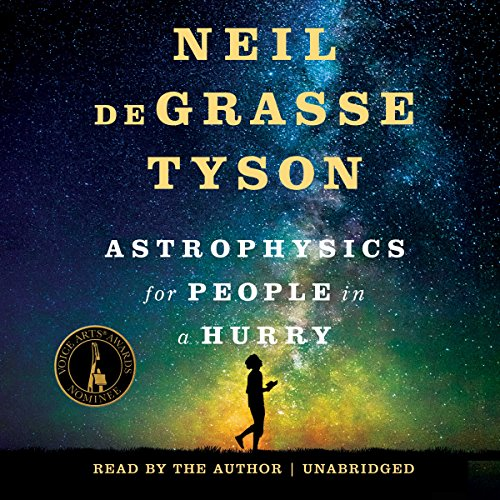 NEIL
DEGRASSE
TYSON
ASTROPHYSICS
for PEOPLE in
a HURRY
VOICE ARTS® AWARDS
NOMINEE
READ BY THE AUTHOR | UNABRIDGED